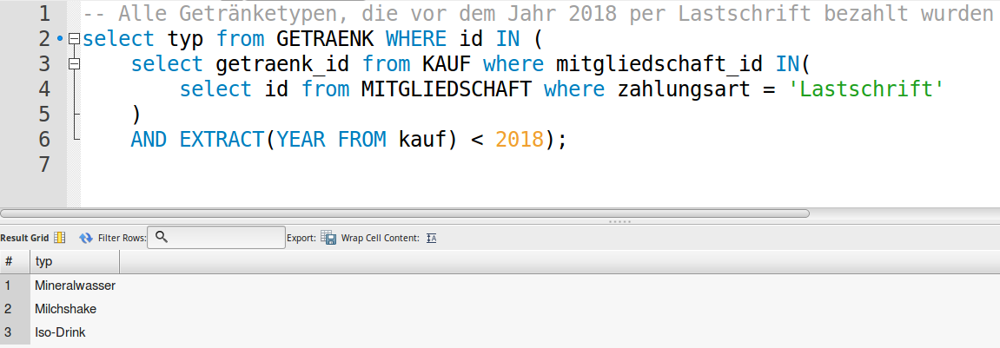 1 -- Alle Getränketypen, die vor dem Jahr 2018 per Lastschrift bezahlt wurden
2 select typ from GETRAENK WHERE id IN (
3 select getraenk_id from KAUF where mitgliedschaft_id IN(
4 select id from MITGLIEDSCHAFT where zahlungsart = 'Lastschrift'
5 )
6 AND EXTRACT(YEAR FROM kauf) < 2018);
7
Result Grid Filter Rows: Export: Wrap Cell Content:
# typ
1 Mineralwasser
2 Milchshake
3 Iso-Drink